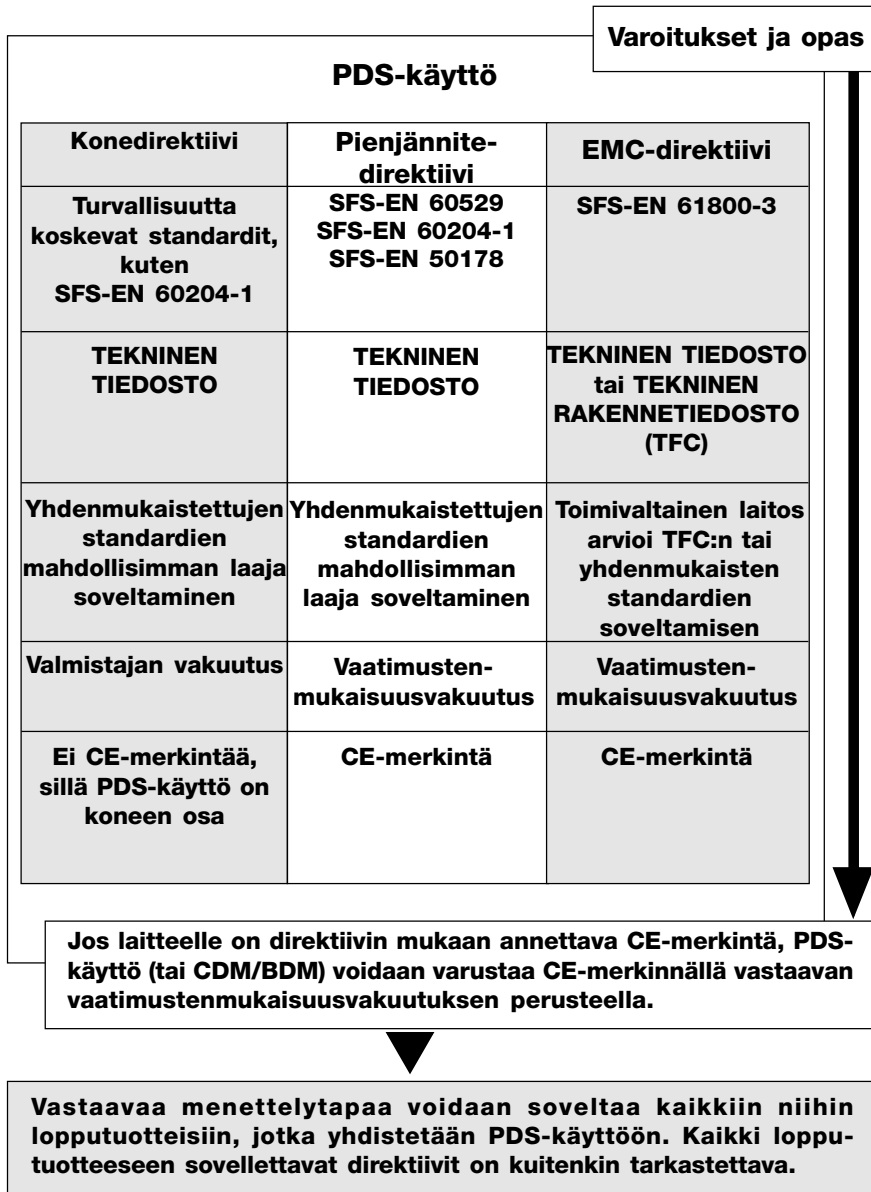 Varoitukset ja opas
PDS-käyttö
Konedirektiivi
Pienjännite-
direktiivi
EMC-direktiivi
Turvallisuutta
koskevat standardit,
kuten
SFS-EN 60204-1
SFS-EN 60529
SFS-EN 60204-1
SFS-EN 50178
SFS-EN 61800-3
TEKNINEN
TIEDOSTO
TEKNINEN
TIEDOSTO
TEKNINEN TIEDOSTO
tai TEKNINEN
RAKENNETIEDOSTO
(TFC)
Yhdenmukaistettujen
standardien
mahdollisimman laaja
soveltaminen
Yhdenmukaistettujen
standardien
mahdollisimman
laaja soveltaminen
Toimivaltainen laitos
arvioi TFC:n tai
yhdenmukaisten
standardien
soveltamisen
Valmistajan vakuutus
Vaatimusten-
mukaisuusvakuutus
Vaatimusten-
mukaisuusvakuutus
Ei CE-merkintää,
sillä PDS-käyttö on
koneen osa
CE-merkintä
CE-merkintä
Jos laitteelle on direktiivin mukaan annettava CE-merkintä, PDS-
käyttö (tai CDM/BDM) voidaan varustaa CE-merkinnällä vastaavan
vaatimustenmukaisuusvakuutuksen perusteella.
Vastaavaa menettelytapaa voidaan soveltaa kaikkiin niihin
lopputuotteisiin, jotka yhdistetään PDS-käyttöön. Kaikki loppu-
tuotteeseen sovellettavat direktiivit on kuitenkin tarkastettava.